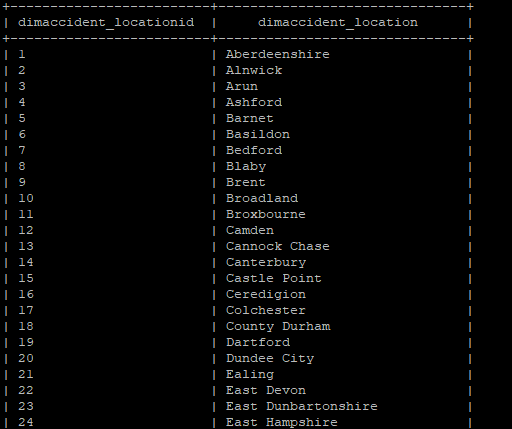 +--------------------------+--------------------------------+
| dimaccident_locationid | dimaccident_location |
+--------------------------+--------------------------------+
| 1 | Aberdeenshire |
| 2 | Alnwick |
| 3 | Arun |
| 4 | Ashford |
| 5 | Barnet |
| 6 | Basildon |
| 7 | Bedford |
| 8 | Blaby |
| 9 | Brent |
| 10 | Broadland |
| 11 | Broxbourne |
| 12 | Camden |
| 13 | Cannock Chase |
| 14 | Canterbury |
| 15 | Castle Point |
| 16 | Ceredigion |
| 17 | Colchester |
| 18 | County Durham |
| 19 | Dartford |
| 20 | Dundee City |
| 21 | Ealing |
| 22 | East Devon |
| 23 | East Dunbartonshire |
| 24 | East Hampshire |